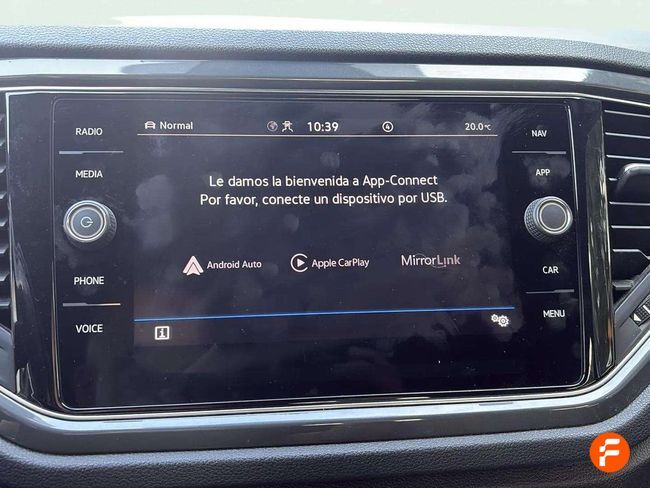 RADIO
MEDIA
PHONE
VOICE
Normal
10:39
4
20.0°C
Le damos la bienvenida a App-Connect
Por favor, conecte un dispositivo por USB.
Android Auto
Apple CarPlay
MirrorLink
i
NAV
APP
CAR
MENU